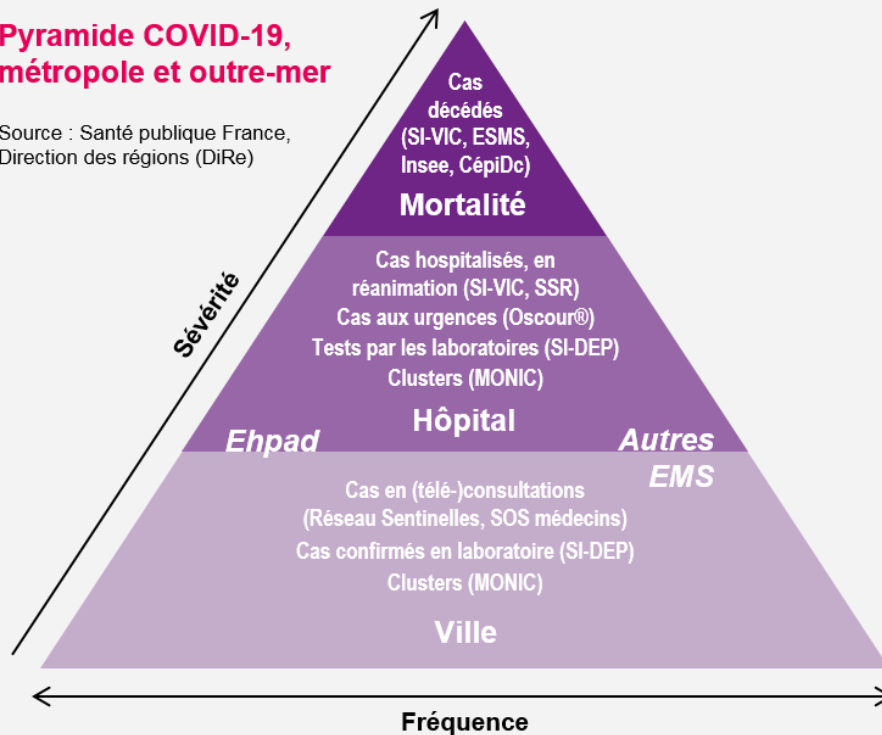 Pyramide COVID-19,
métropole et outre-mer
Source : Santé publique France,
Direction des régions (DiRe)
Sévérité
Cas
décédés
(SI-VIC, ESMS,
Insee, CépiDc)
Mortalité
Cas hospitalisés, en
réanimation (SI-VIC, SSR)
Cas aux urgences (Oscour®)
Tests par les laboratoires (SI-DEP)
Clusters (MONIC)
Hôpital
Ehpad
Autres
EMS
Cas en (télé-)consultations
(Réseau Sentinelles, SOS médecins)
Cas confirmés en laboratoire (SI-DEP)
Clusters (MONIC)
Ville
Fréquence